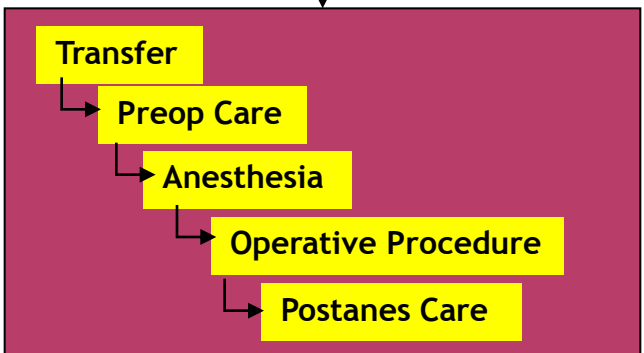 Transfer
Preop Care
Anesthesia
Operative Procedure
Postanes Care